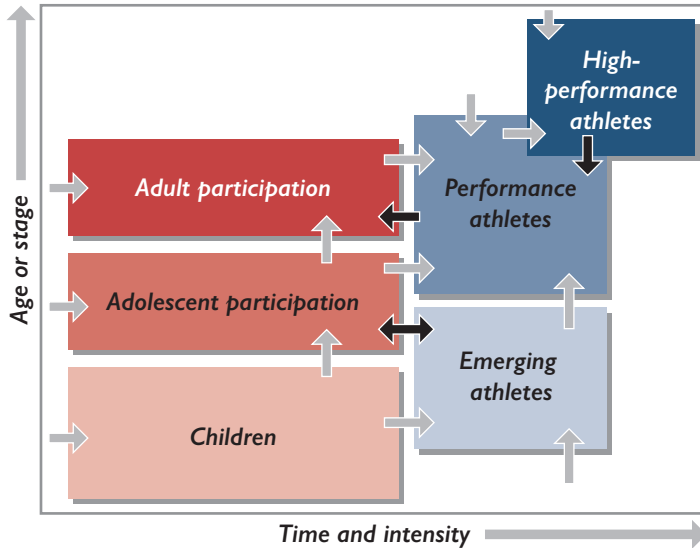 High-
performance
athletes
Adult participation
Performance
athletes
Adolescent participation
Emerging
athletes
Children
Age or stage
Time and intensity